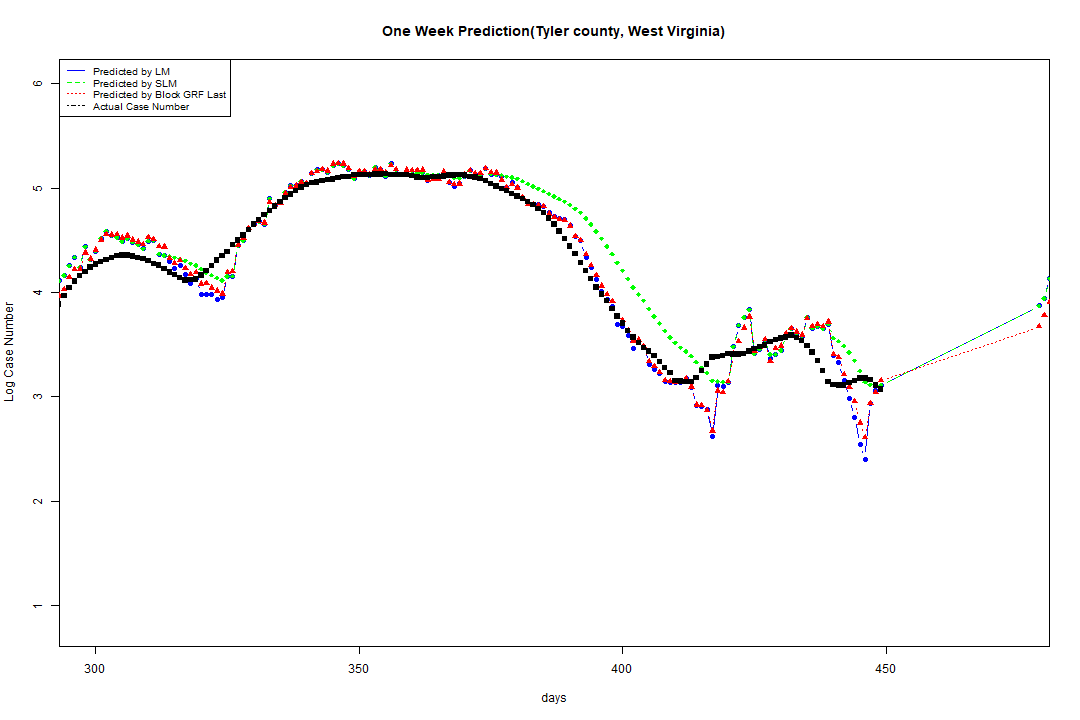 One Week Prediction(Tyler county, West Virginia)
Predicted by LM
Predicted by SLM
Predicted by Block GRF Last
Actual Case Number
6
5
4
3
2
1
Log Case Number
300
350
400
450
days